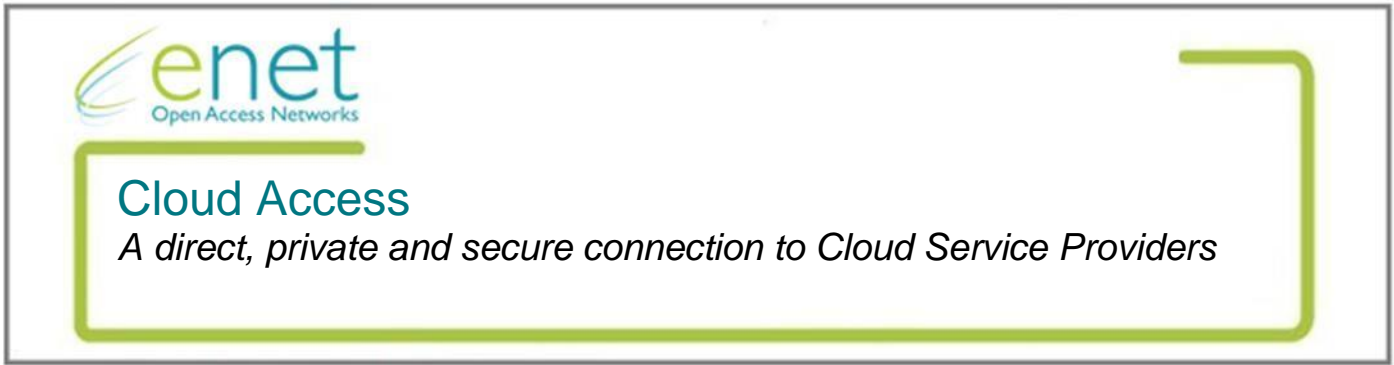 enet
Open Access Networks
Cloud Access
A direct, private and secure connection to Cloud Service Providers